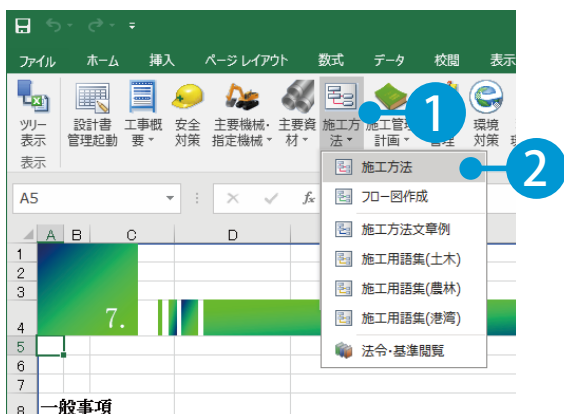 ファイル ホーム 挿入 ページ レイアウト 数式 データ 校閲 表示
ツリー表示 設計書管理起動 工事概要 安全対策 主要機械・指定機械 主要資材 施工方法 施工管理計画 管理 環境対策
表示
1
2
A5 fx
施工方法
フロー図作成
施工方法文章例
施工用語集(土木)
施工用語集(農林)
施工用語集(港湾)
法令・基準閲覧
A B C D
1
2
3
4 7.
5
6
7
8 一般事項